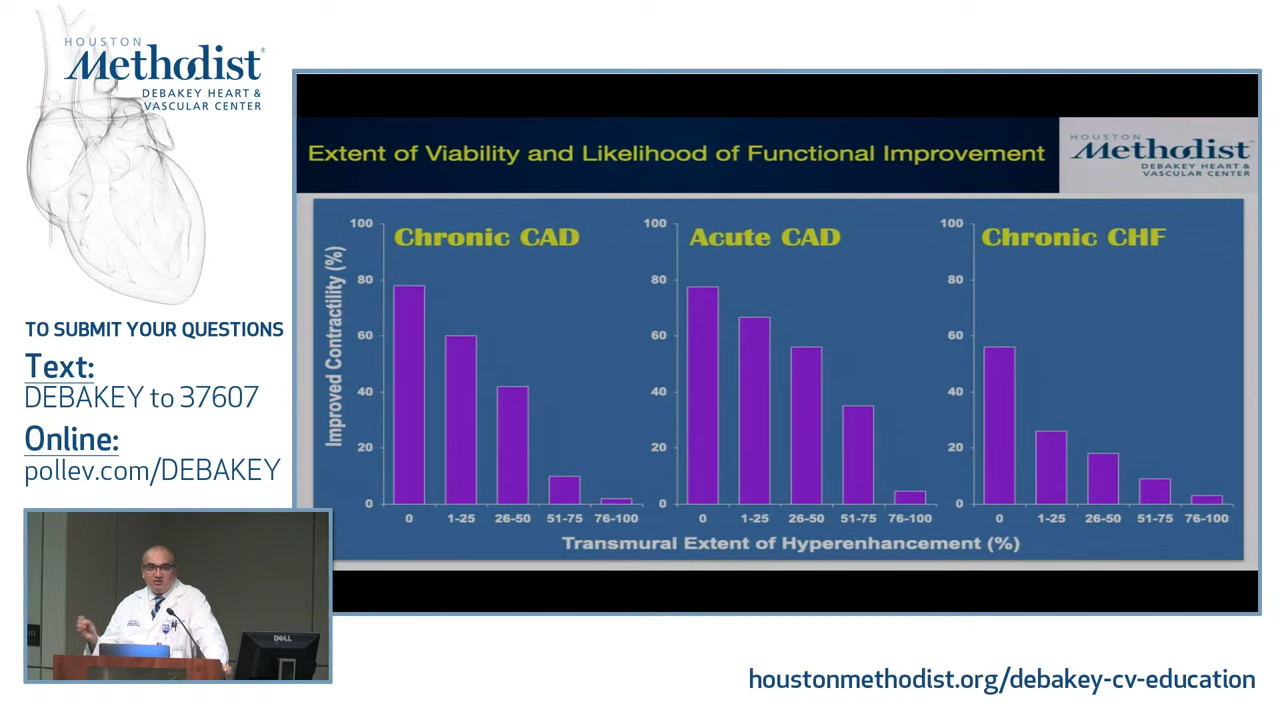 HOUSTON
Methodist®
DEBAKEY HEART &
VASCULAR CENTER
TO SUBMIT YOUR QUESTIONS
Text:
DEBAKEY to 37607
Online:
pollev.com/DEBAKEY
Extent of Viability and Likelihood of Functional Improvement
HOUSTON
Methodist
DEBAKEY HEART &
VASCULAR CENTER
Improved Contractility (%)
Chronic CAD
100
80
60
40
20
0
0 1-25 26-50 51-75 76-100
Acute CAD
100
80
60
40
20
0
0 1-25 26-50 51-75 76-100
Chronic CHF
100
80
60
40
20
0
0 1-25 26-50 51-75 76-100
Transmural Extent of Hyperenhancement (%)
DELL
houstonmethodist.org/debakey-cv-education